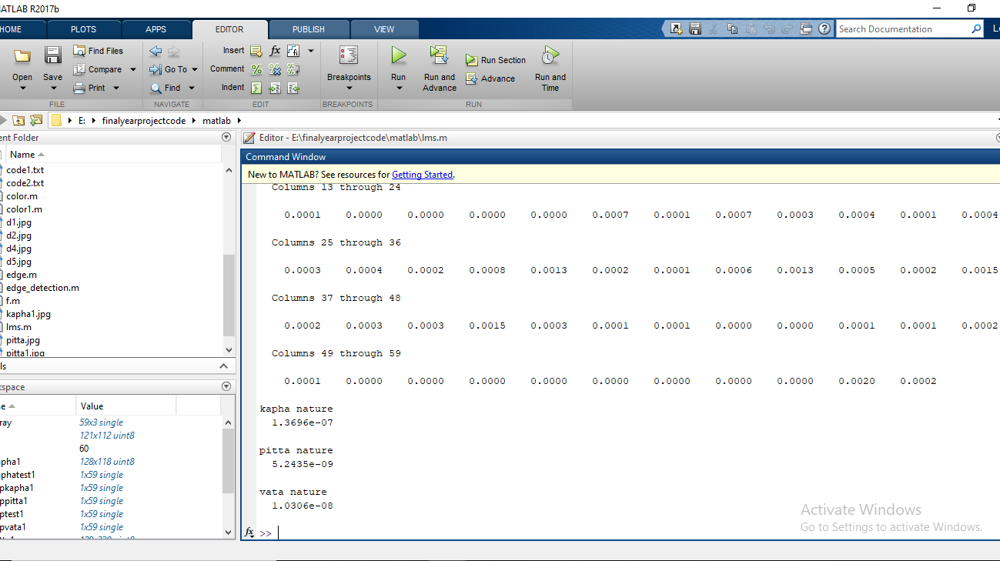 MATLAB R2017b
HOME PLOTS APPS EDITOR PUBLISH VIEW Search Documentation
Open Save Find Files Compare Print
FILE
Go To Find
NAVIGATE
Insert fx
Comment
Indent
EDIT
Breakpoints
BREAKPOINTS
Run Run and Advance Run Section Advance Run and Time
RUN
E: finalyearprojectcode matlab
ent Folder
Name
code1.txt
code2.txt
color.m
color1.m
d1.jpg
d2.jpg
d4.jpg
d5.jpg
edge.m
edge_detection.m
f.m
kapha1.jpg
lms.m
pitta.jpg
pitta1.jpg
ls
kspace
e Value
ray 59x3 single
121x112 uint8
60
pha1 128x118 uint8
phatest1 1x59 single
pkapha1 1x59 single
ppitta1 1x59 single
ptest1 1x59 single
pvata1 1x59 single
Editor - E:\finalyearprojectcode\matlab\lms.m
Command Window
New to MATLAB? See resources for Getting Started.
Columns 13 through 24
0.0001 0.0000 0.0000 0.0000 0.0000 0.0007 0.0001 0.0007 0.0003 0.0004 0.0001 0.0004
Columns 25 through 36
0.0003 0.0004 0.0002 0.0008 0.0013 0.0002 0.0001 0.0006 0.0013 0.0005 0.0002 0.0015
Columns 37 through 48
0.0002 0.0003 0.0003 0.0015 0.0003 0.0001 0.0001 0.0000 0.0000 0.0001 0.0001 0.0002
Columns 49 through 59
0.0001 0.0000 0.0000 0.0000 0.0000 0.0000 0.0000 0.0000 0.0000 0.0020 0.0002
kapha nature
1.3696e-07
pitta nature
5.2435e-09
vata nature
1.0306e-08
fx >>
Activate Windows
Go to Settings to activate Windows.